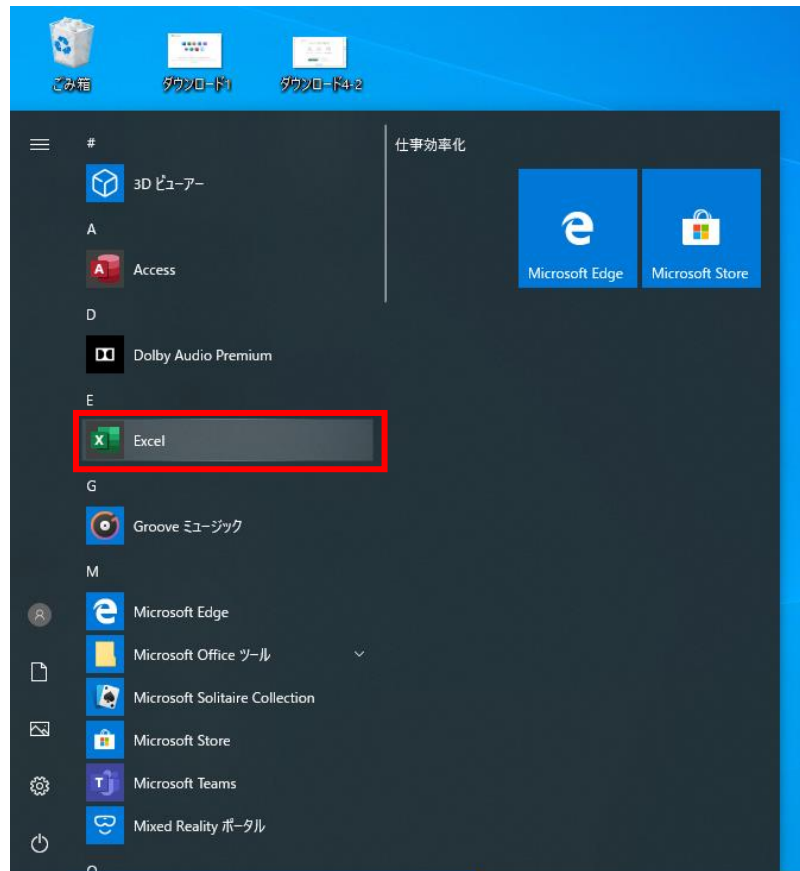 ごみ箱
ダウンロード1
ダウンロード4-2
#
3D ビューアー
A
Access
D
Dolby Audio Premium
E
Excel
G
Groove ミュージック
M
Microsoft Edge
Microsoft Office ツール
Microsoft Solitaire Collection
Microsoft Store
Microsoft Teams
Mixed Reality ポータル
仕事効率化
Microsoft Edge
Microsoft Store